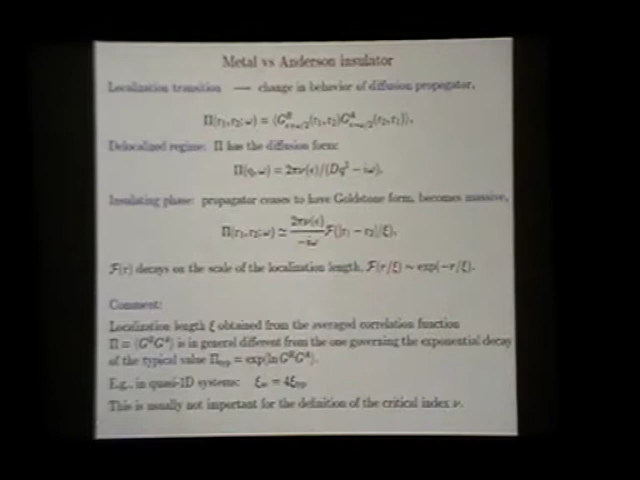 Metal vs Anderson insulator
Localization transition — change in behavior of diffusion propagator,
Π(r₁,r₂;ω) = ⟨Gᴿ_{ε+ω/2}(r₁,r₂)Gᴬ_{ε−ω/2}(r₂,r₁)⟩,
Delocalized regime: Π has the diffusion form:
Π(q,ω) = 2πν(ε)/(Dq² − iω),
Insulating phase: propagator ceases to have Goldstone form, becomes massive,
Π(r₁,r₂;ω) ≃ 2πν(ε)/−iω 𝓕(|r₁ − r₂|/ξ),
𝓕(r) decays on the scale of the localization length, 𝓕(r/ξ) ∼ exp(−r/ξ).
Comment:
Localization length ξ obtained from the averaged correlation function
Π = ⟨GᴿGᴬ⟩ is in general different from the one governing the exponential decay
of the typical value Π_typ = exp⟨ln GᴿGᴬ⟩.
E.g., in quasi-1D systems: ξ_av = 4ξ_typ
This is usually not important for the definition of the critical index ν.